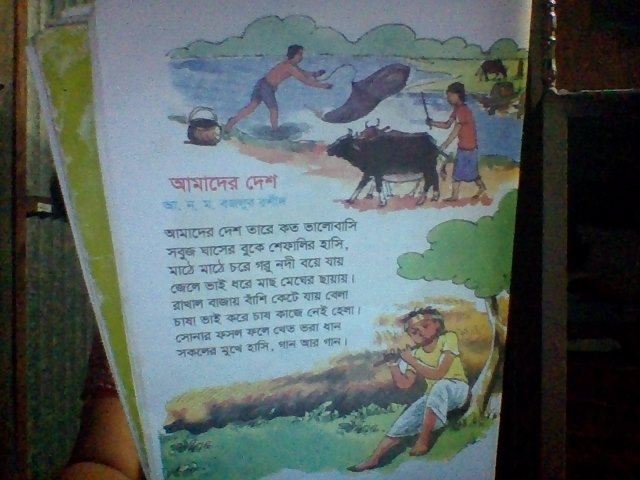 আমাদের দেশ
আ. ন. ম. বজলুর রশীদ
আমাদের দেশ তারে কত ভালোবাসি
সবুজ ঘাসের বুকে শেফালির হাসি,
মাঠে মাঠে চরে গরু নদী বয়ে যায়
জেলে ভাই ধরে মাছ মেঘের ছায়ায়।
রাখাল বাজায় বাঁশি কেটে যায় বেলা
চাষা ভাই করে চাষ কাজে নেই হেলা।
সোনার ফসল ফলে খেত ভরা ধান
সকলের মুখে হাসি, গান আর গান।